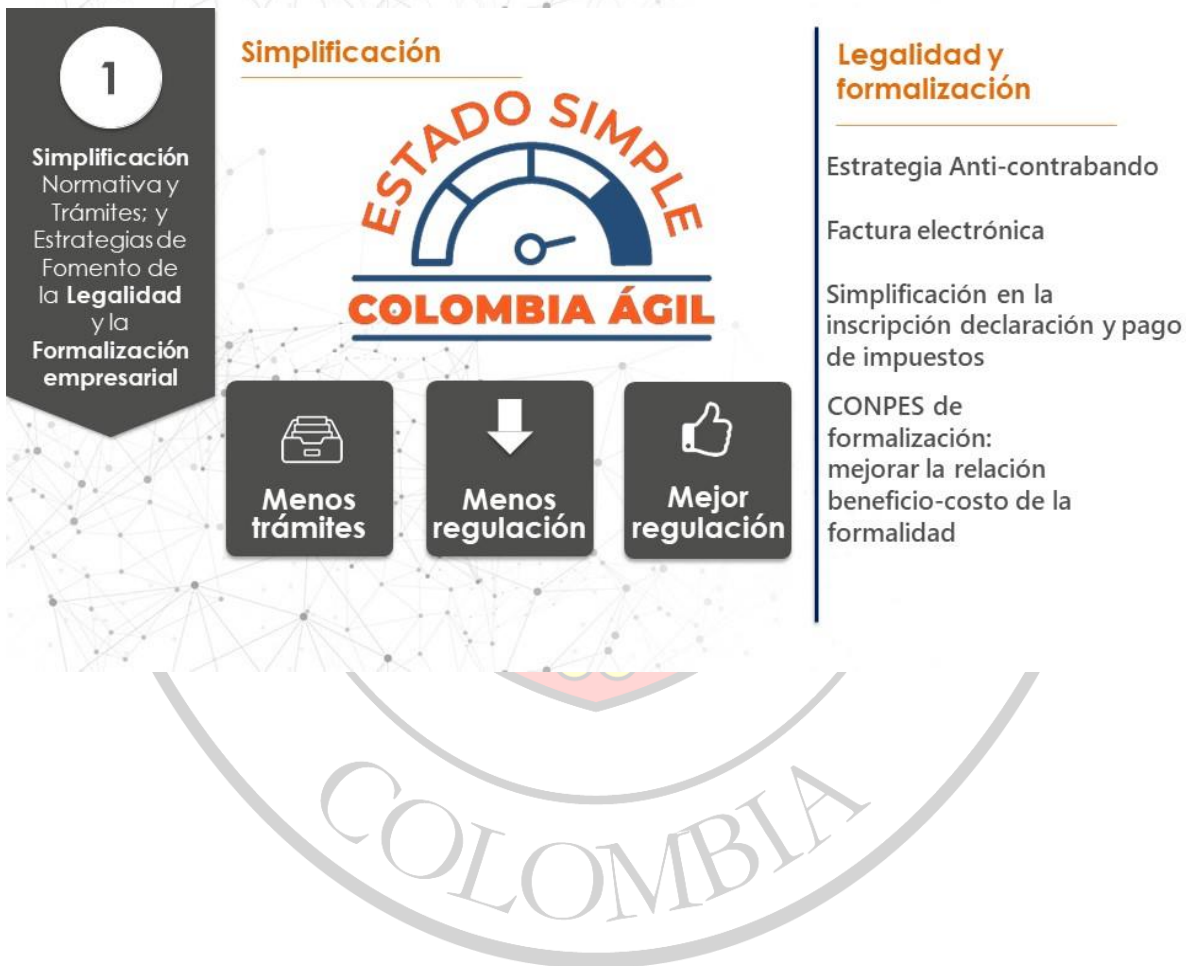 1
Simplificación
Normativa y
Trámites; y
Estrategias de
Fomento de
la Legalidad
y la
Formalización
empresarial
Simplificación
ESTADO SIMPLE
COLOMBIA ÁGIL
Menos
trámites
Menos
regulación
Mejor
regulación
Legalidad y
formalización
Estrategia Anti-contrabando
Factura electrónica
Simplificación en la
inscripción declaración y pago
de impuestos
CONPES de
formalización:
mejorar la relación
beneficio-costo de la
formalidad
COLOMBIA